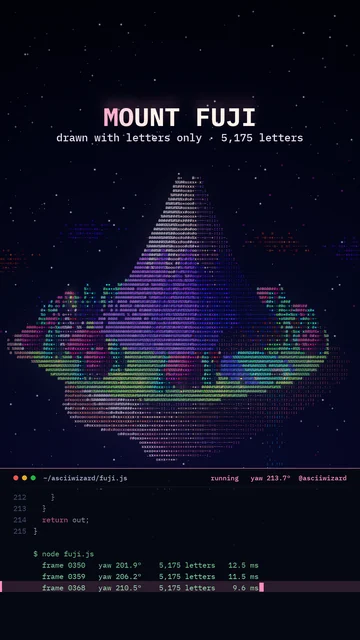 MOUNT FUJI
drawn with letters only · 5,175 letters
~/asciiwizard/fuji.js running yaw 213.7° @asciiwizard
212 }
213 }
214 return out;
215 }
$ node fuji.js
frame 0350 yaw 201.9° 5,175 letters 12.5 ms
frame 0359 yaw 206.2° 5,175 letters 11.5 ms
frame 0368 yaw 210.5° 5,175 letters 9.6 ms